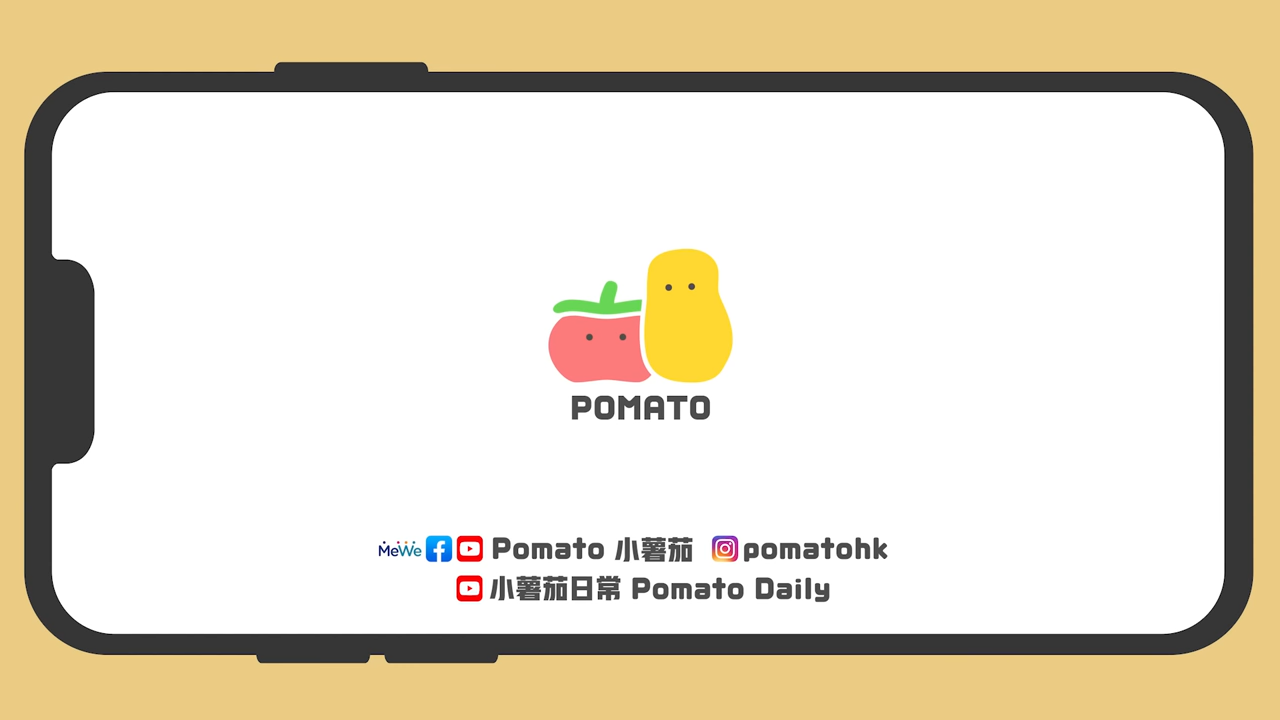 POMATO
MeWe Pomato 小薯茄 pomatohk
小薯茄日常 Pomato Daily